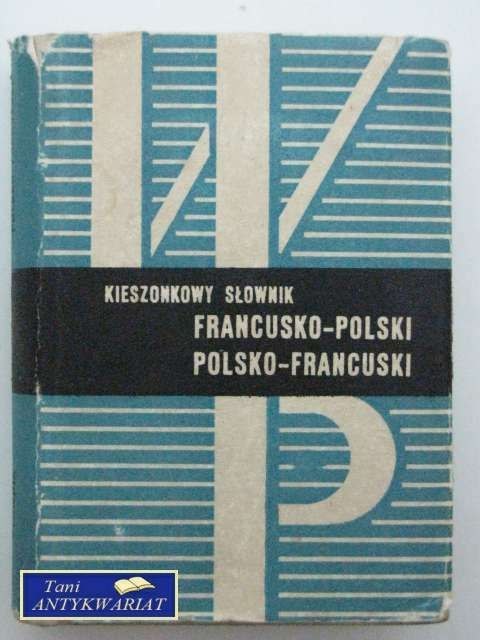 KIESZONKOWY SŁOWNIK
FRANCUSKO-POLSKI
POLSKO-FRANCUSKI
Tani
ANTYKWARIAT